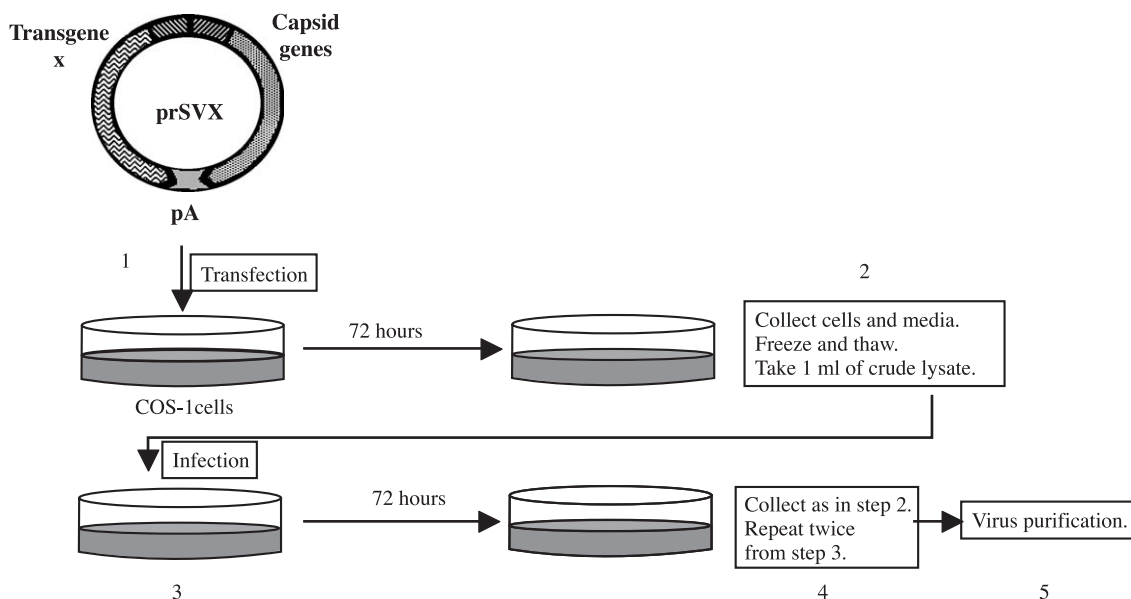 Transgene
x
Capsid
genes
prSVX
pA
1
Transfection
2
72 hours
Collect cells and media.
Freeze and thaw.
Take 1 ml of crude lysate.
COS-1cells
Infection
72 hours
Collect as in step 2.
Repeat twice
from step 3.
Virus purification.
3
4
5